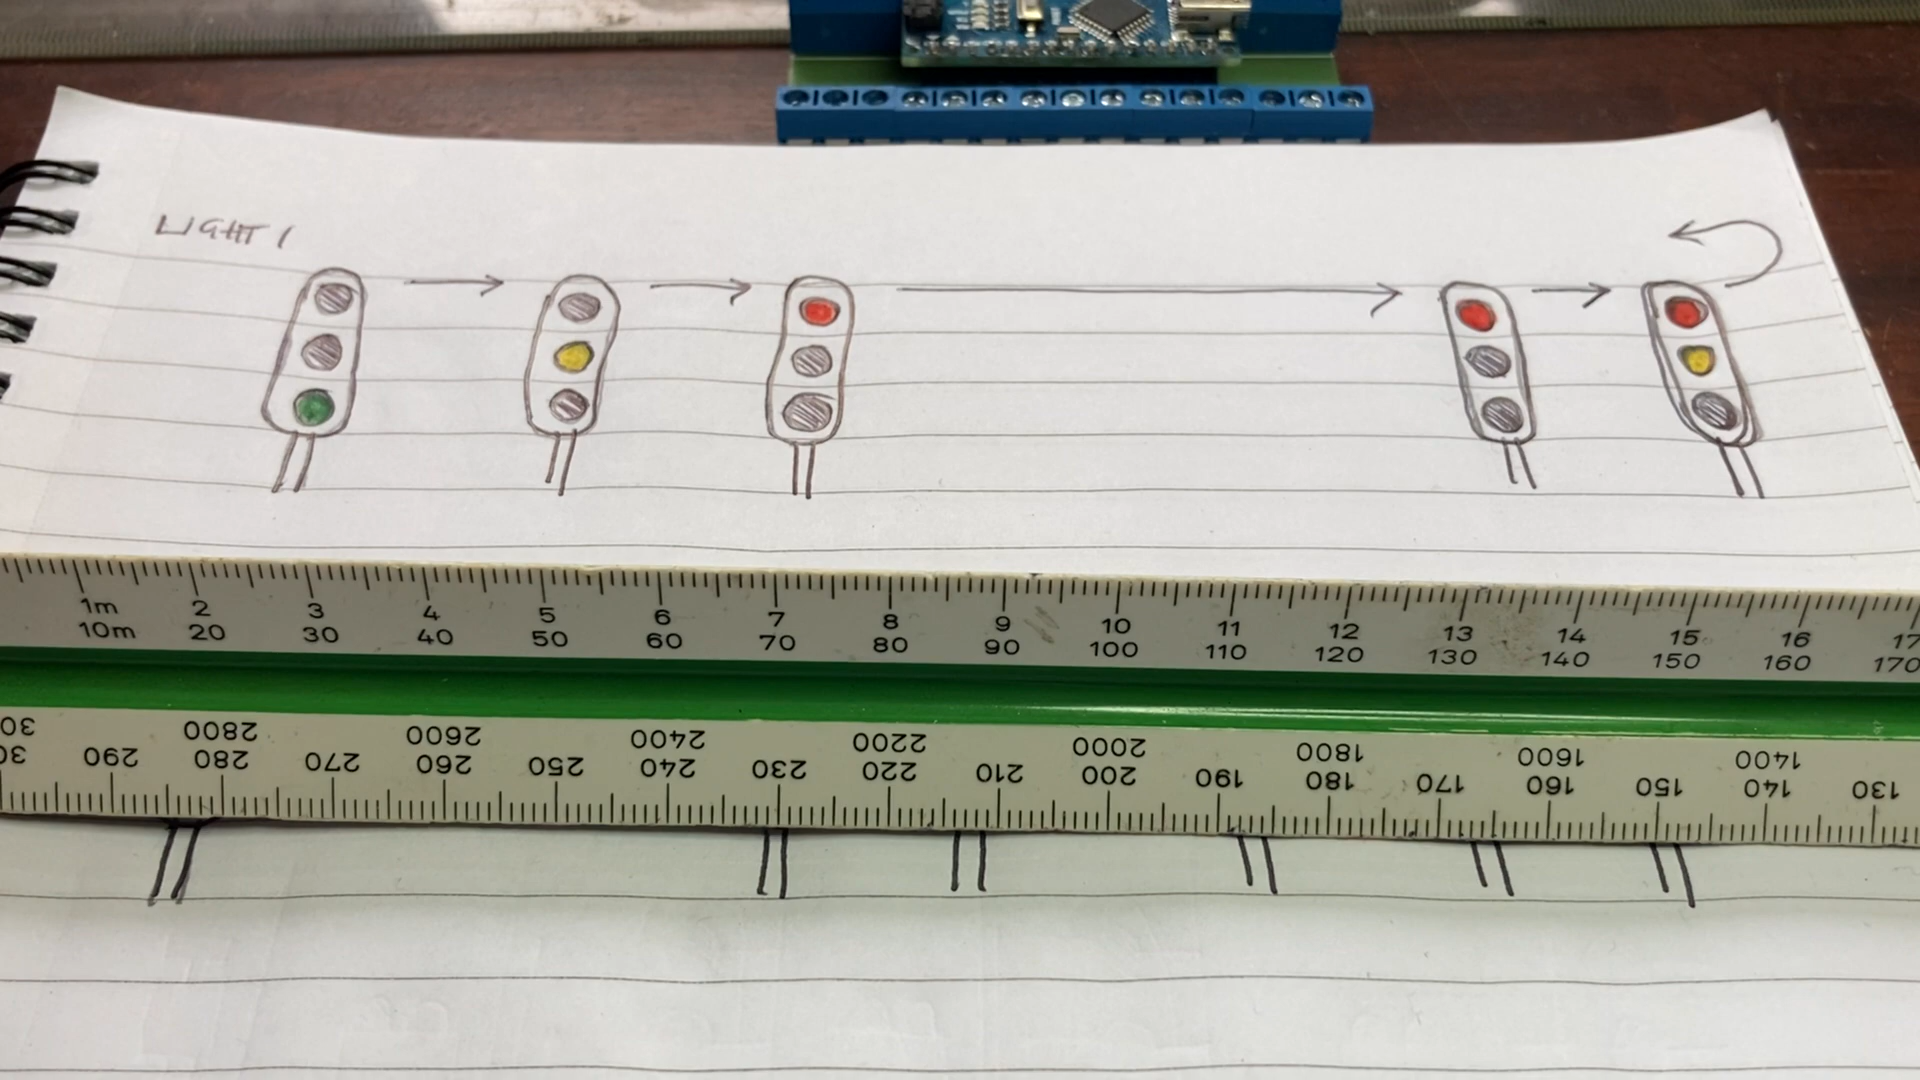 LIGHT 1
1m 2 3 4 5 6 7 8 9 10 11 12 13 14 15 16 17
10m 20 30 40 50 60 70 80 90 100 110 120 130 140 150 160 170
2800 2600 2400 2200 2000 1800 1600 1400
290 280 270 260 250 240 230 220 210 200 190 180 170 160 150 140 130